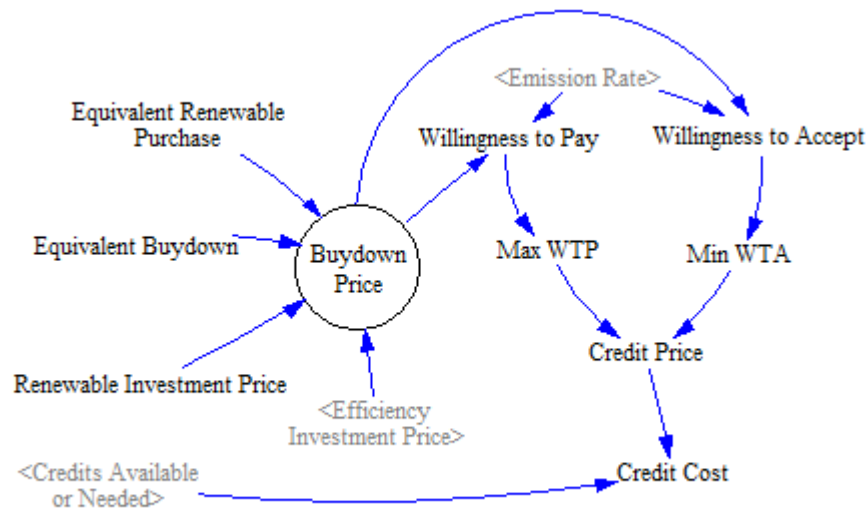 <Emission Rate>
Equivalent Renewable
Purchase
Willingness to Pay
Willingness to Accept
Equivalent Buydown
Buydown
Price
Max WTP
Min WTA
Credit Price
Renewable Investment Price
<Efficiency
Investment Price>
<Credits Available
or Needed>
Credit Cost